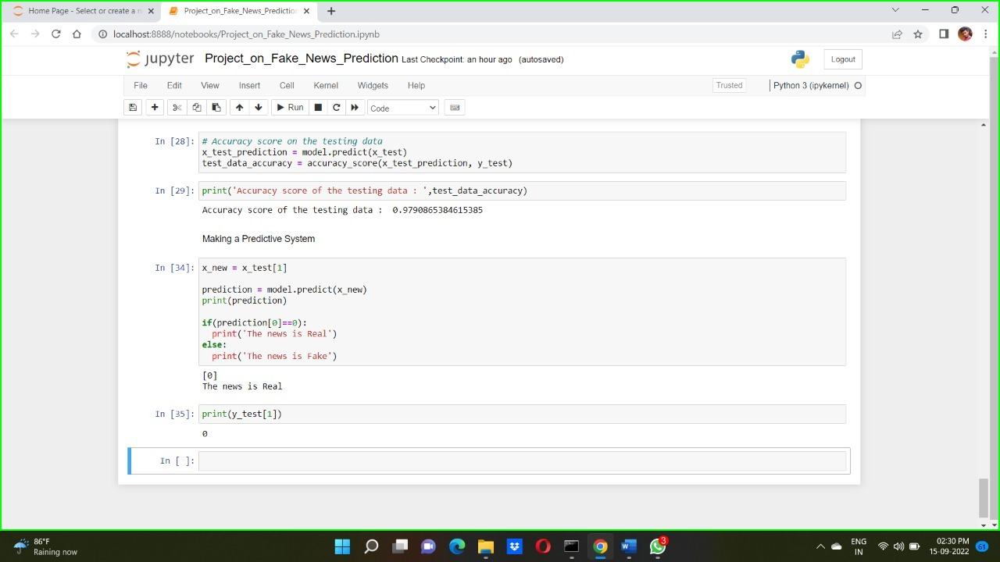 Home Page - Select or create a n
Project_on_Fake_News_Prediction
localhost:8888/notebooks/Project_on_Fake_News_Prediction.ipynb
jupyter Project_on_Fake_News_Prediction Last Checkpoint: an hour ago (autosaved)
Logout
File Edit View Insert Cell Kernel Widgets Help
Trusted
Python 3 (ipykernel)
Run
Code
In [28]: # Accuracy score on the testing data
x_test_prediction = model.predict(x_test)
test_data_accuracy = accuracy_score(x_test_prediction, y_test)
In [29]: print('Accuracy score of the testing data : ',test_data_accuracy)
Accuracy score of the testing data :  0.9790865384615385
Making a Predictive System
In [34]: x_new = x_test[1]
prediction = model.predict(x_new)
print(prediction)
if(prediction[0]==0):
  print('The news is Real')
else:
  print('The news is Fake')
[0]
The news is Real
In [35]: print(y_test[1])
0
In [ ]:
86°F
Raining now
3
ENG
IN
02:30 PM
15-09-2022
61